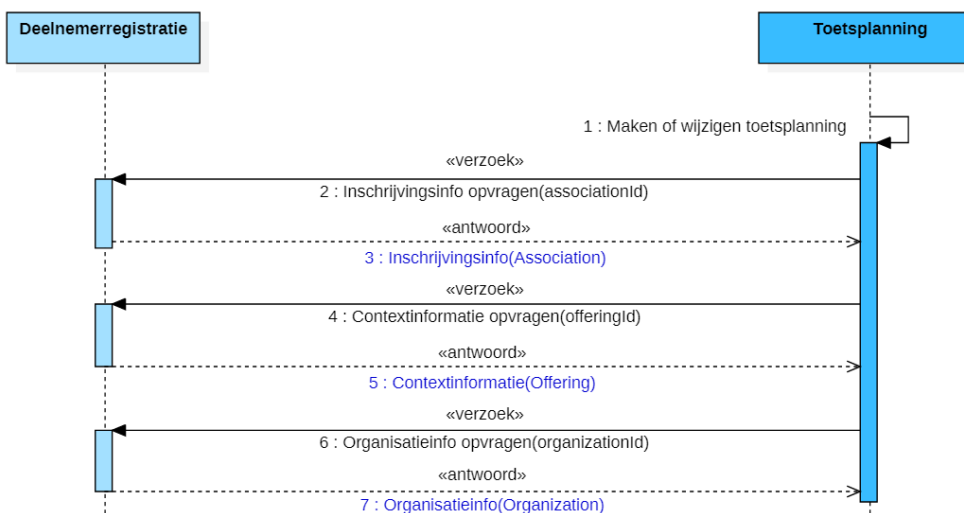 Deelnemerregistratie
Toetsplanning
1 : Maken of wijzigen toetsplanning
«verzoek»
2 : Inschrijvingsinfo opvragen(associationId)
«antwoord»
3 : Inschrijvingsinfo(Association)
«verzoek»
4 : Contextinformatie opvragen(offeringId)
«antwoord»
5 : Contextinformatie(Offering)
«verzoek»
6 : Organisatieinfo opvragen(organizationId)
«antwoord»
7 : Organisatieinfo(Organization)